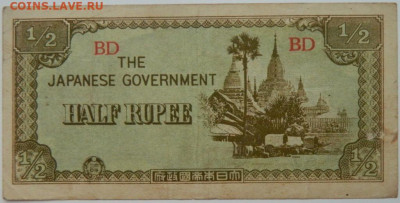 COINS.ЛАВЕ.RU
1/2 1/2
BD BD
THE
JAPANESE GOVERNMENT
HALF RUPEE
1/2 1/2
府政國帝本日大